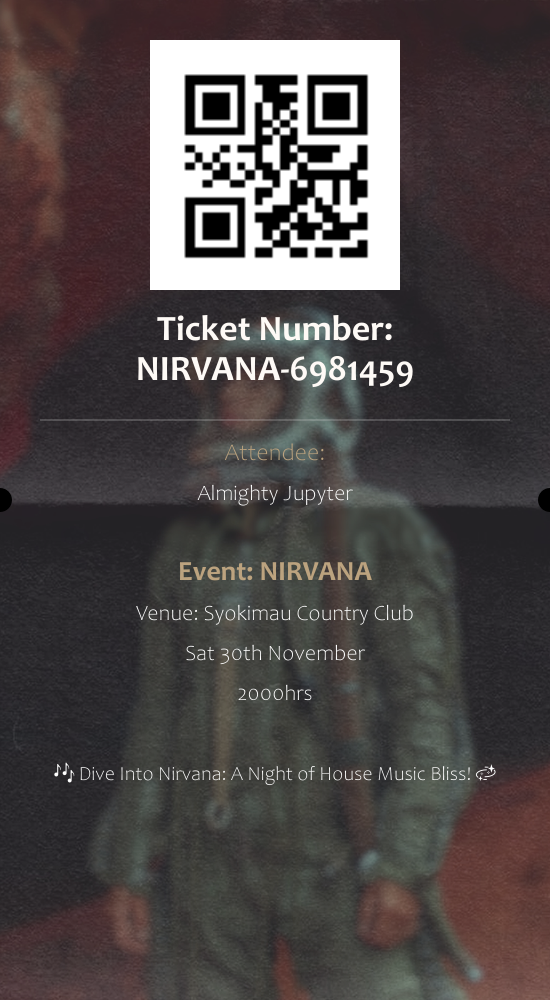 Ticket Number:
NIRVANA-6981459
Attendee:
Almighty Jupyter
Event: NIRVANA
Venue: Syokimau Country Club
Sat 30th November
2000hrs
🎶 Dive Into Nirvana: A Night of House Music Bliss! 💫